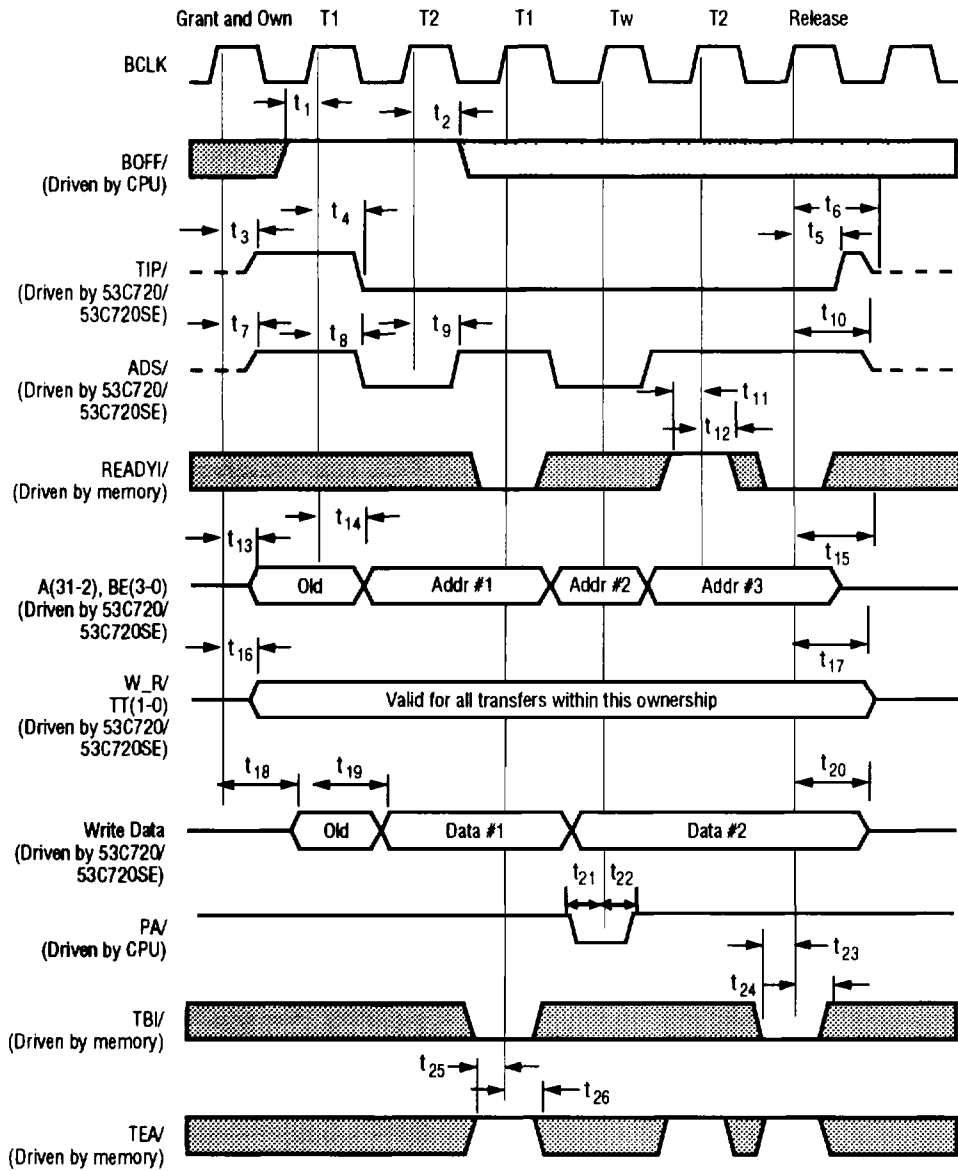 Grant and Own T1 T2 T1 Tw T2 Release
BCLK
t1 t2
BOFF/
(Driven by CPU)
t3 t4 t5 t6
TIP/
(Driven by 53C720/
53C720SE)
t7 t8 t9 t10
ADS/
(Driven by 53C720/
53C720SE)
t11
t12
READYI/
(Driven by memory)
t13 t14 t15
A(31-2), BE(3-0)
(Driven by 53C720/
53C720SE)
Old Addr #1 Addr #2 Addr #3
t16 t17
W_R/
TT(1-0)
(Driven by 53C720/
53C720SE)
Valid for all transfers within this ownership
t18 t19 t20
Write Data
(Driven by 53C720/
53C720SE)
Old Data #1 Data #2
t21 t22
PA/
(Driven by CPU)
t23
t24
TBI/
(Driven by memory)
t25
t26
TEA/
(Driven by memory)